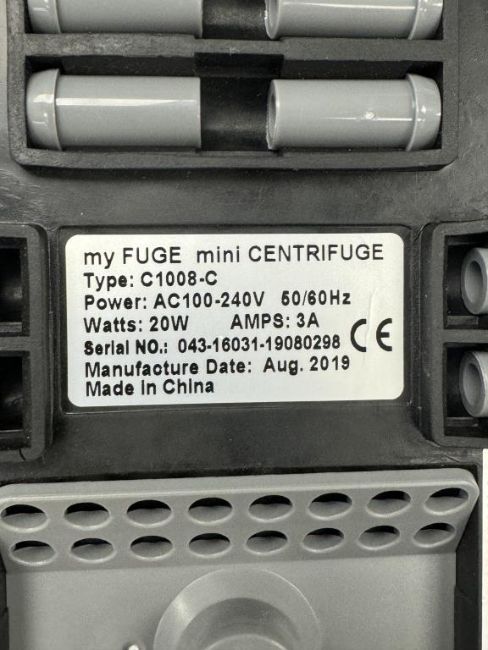 my FUGE mini CENTRIFUGE
Type: C1008-C
Power: AC100-240V 50/60Hz
Watts: 20W AMPS: 3A
Serial NO.: 043-16031-19080298 CE
Manufacture Date: Aug. 2019
Made In China